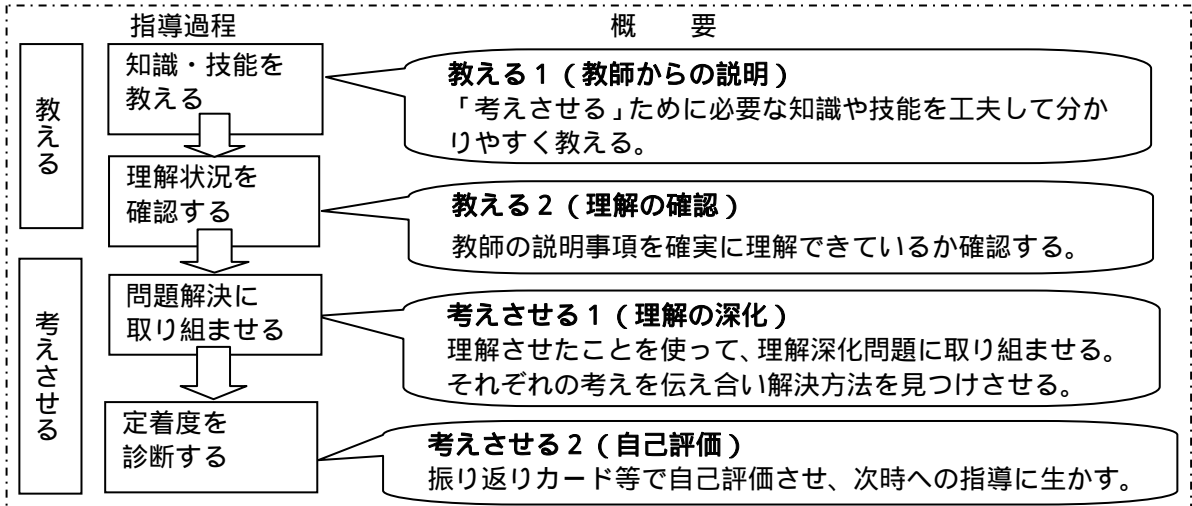 指導過程
概　　要
教える
知識・技能を
教える
教える１（教師からの説明）
「考えさせる」ために必要な知識や技能を工夫して分か
りやすく教える。
理解状況を
確認する
教える２（理解の確認）
教師の説明事項を確実に理解できているか確認する。
考えさせる
問題解決に
取り組ませる
考えさせる１（理解の深化）
理解させたことを使って、理解深化問題に取り組ませる。
それぞれの考えを伝え合い解決方法を見つけさせる。
定着度を
診断する
考えさせる２（自己評価）
振り返りカード等で自己評価させ、次時への指導に生かす。